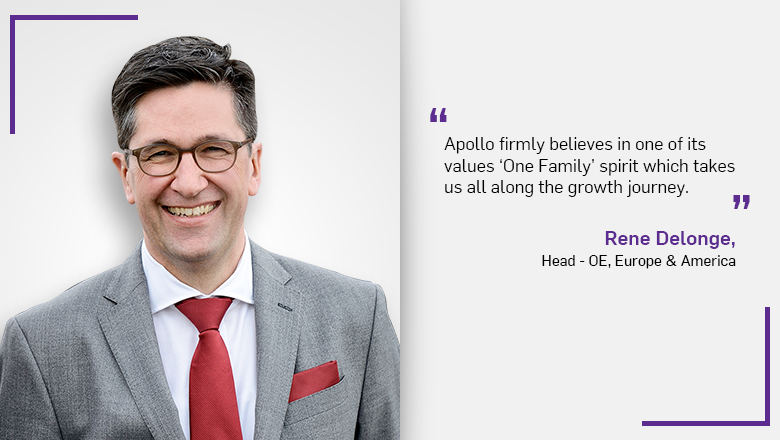 “
Apollo firmly believes in one of its
values ‘One Family’ spirit which takes
us all along the growth journey.
”
Rene Delonge,
Head - OE, Europe & America